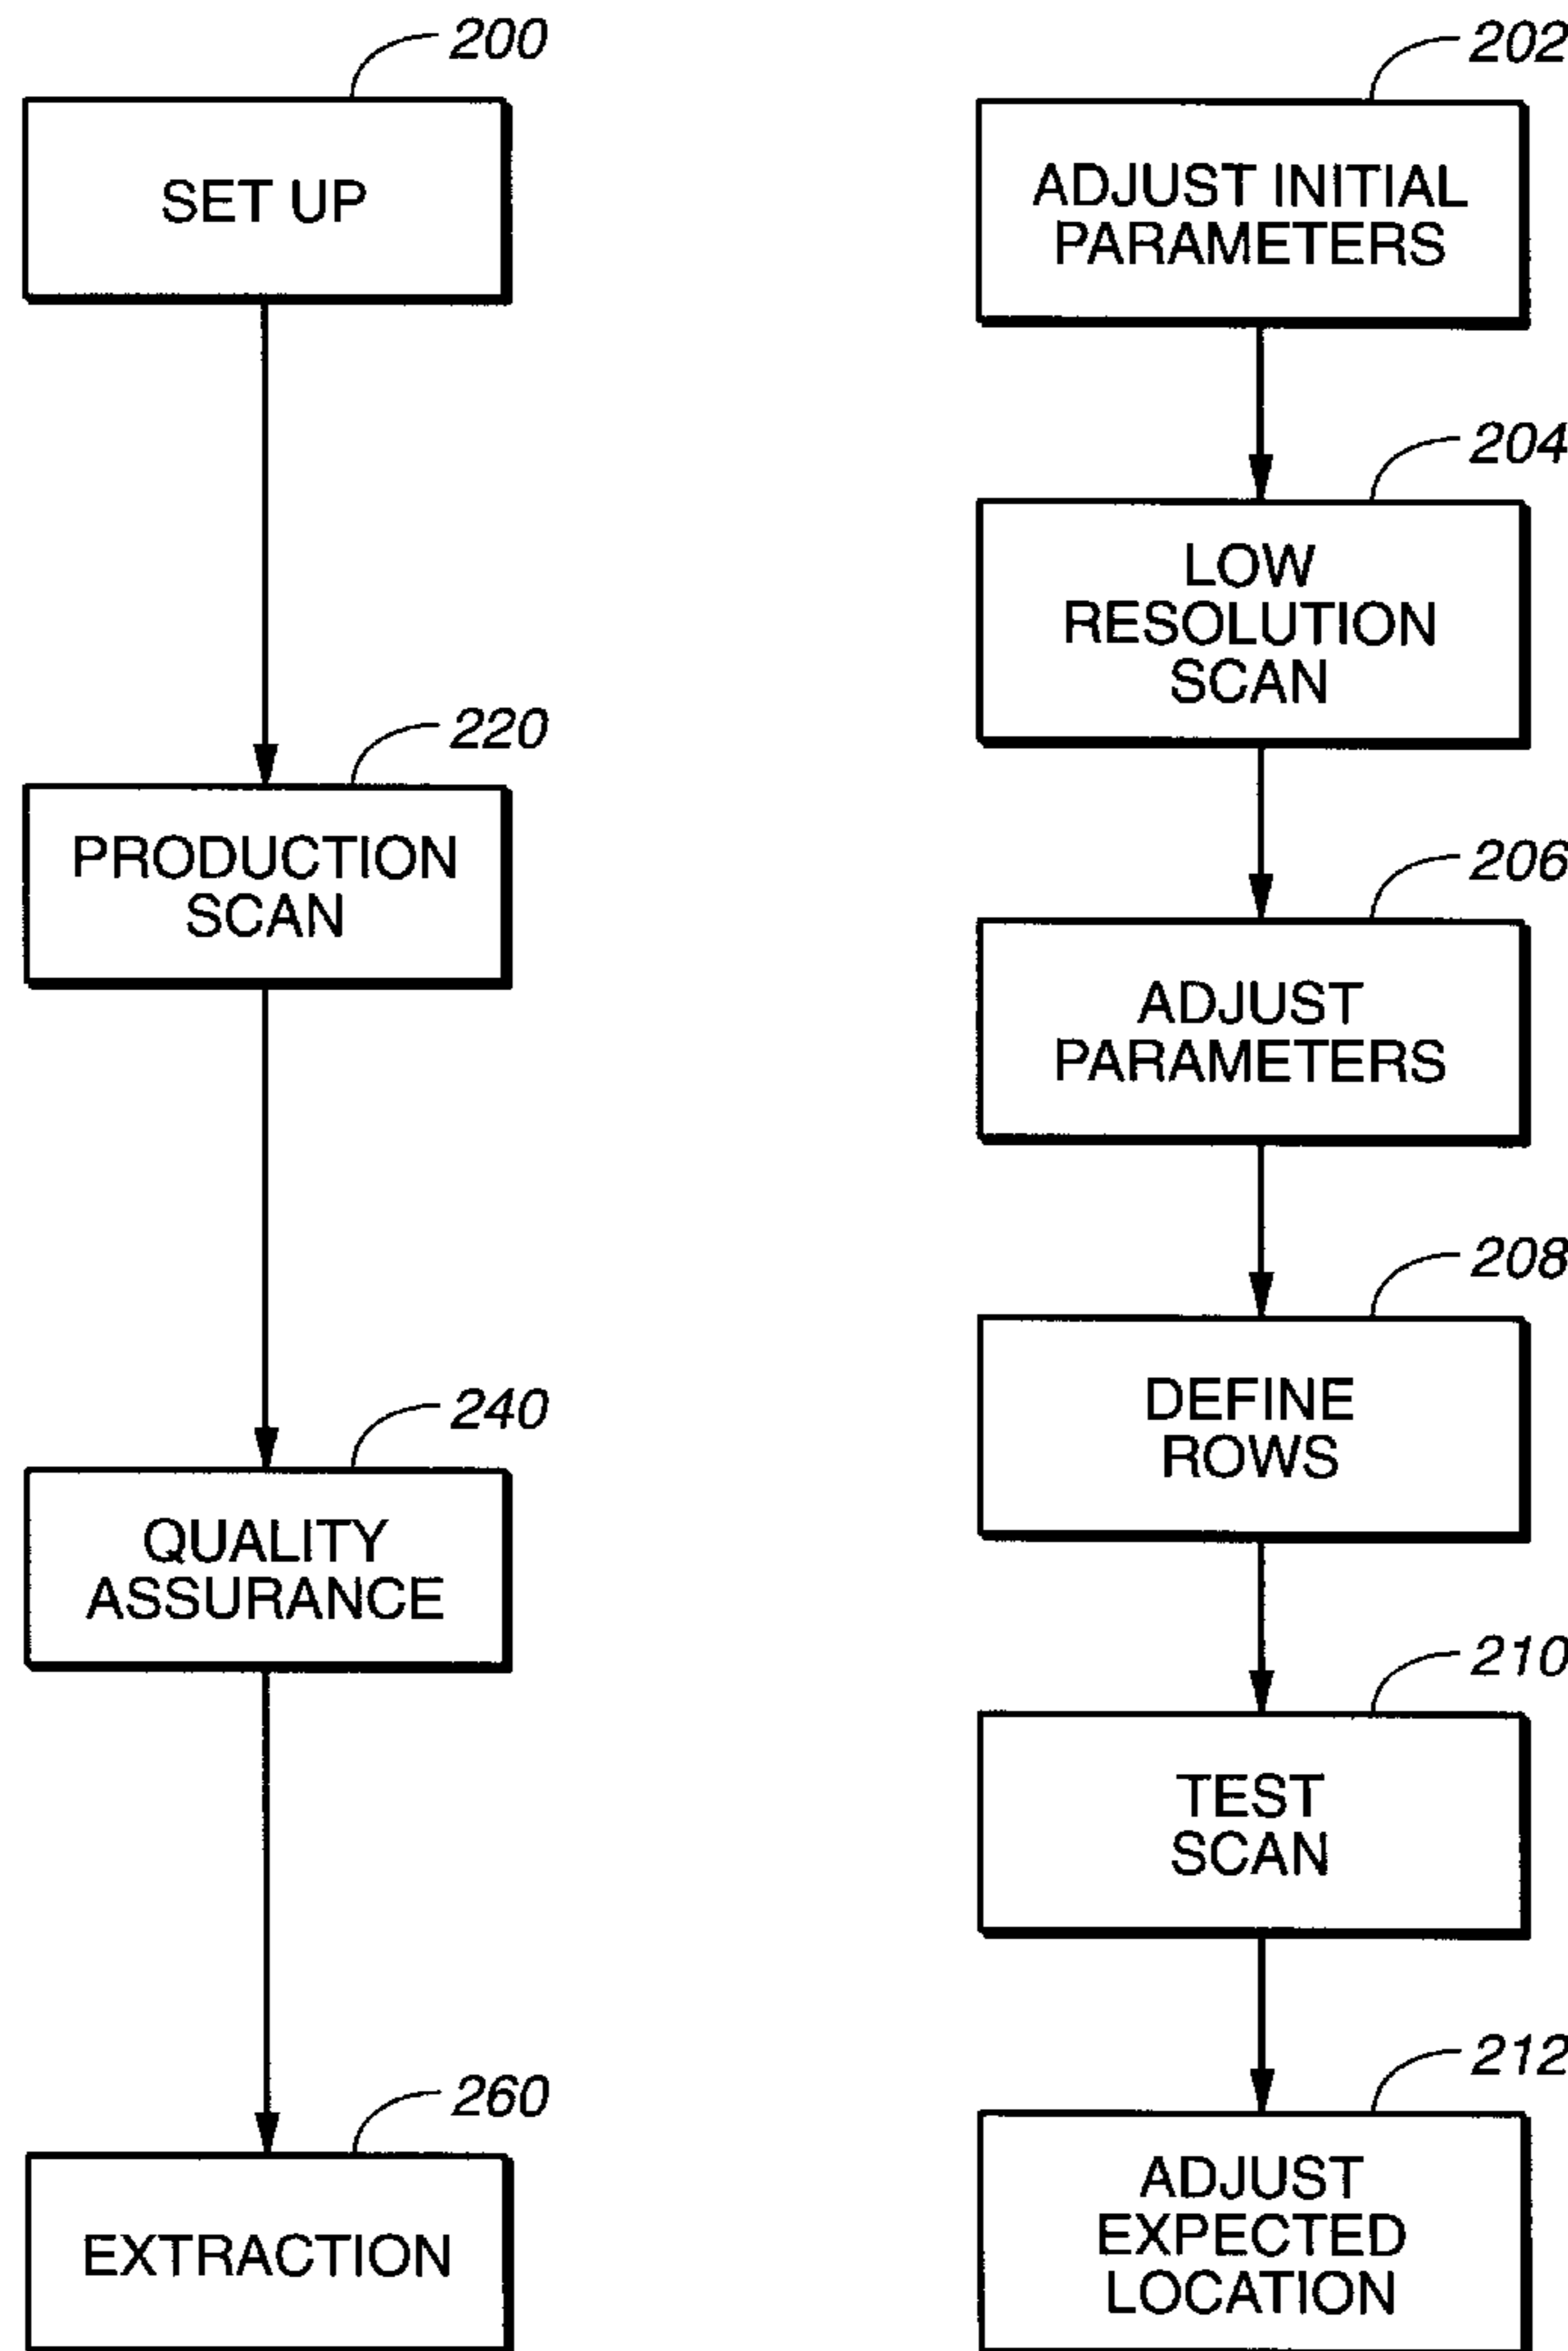 200
SET UP
220
PRODUCTION
SCAN
240
QUALITY
ASSURANCE
260
EXTRACTION
202
ADJUST INITIAL
PARAMETERS
204
LOW
RESOLUTION
SCAN
206
ADJUST
PARAMETERS
208
DEFINE
ROWS
210
TEST
SCAN
212
ADJUST
EXPECTED
LOCATION